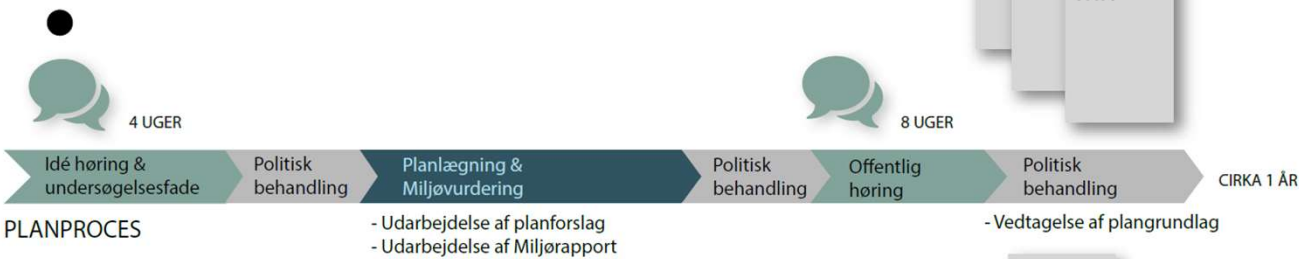 4 UGER
8 UGER
Idé høring &
undersøgelsesfade
Politisk
behandling
Planlægning &
Miljøvurdering
Politisk
behandling
Offentlig
høring
Politisk
behandling
CIRKA 1 ÅR
PLANPROCES
- Udarbejdelse af planforslag
- Udarbejdelse af Miljørapport
- Vedtagelse af plangrundlag